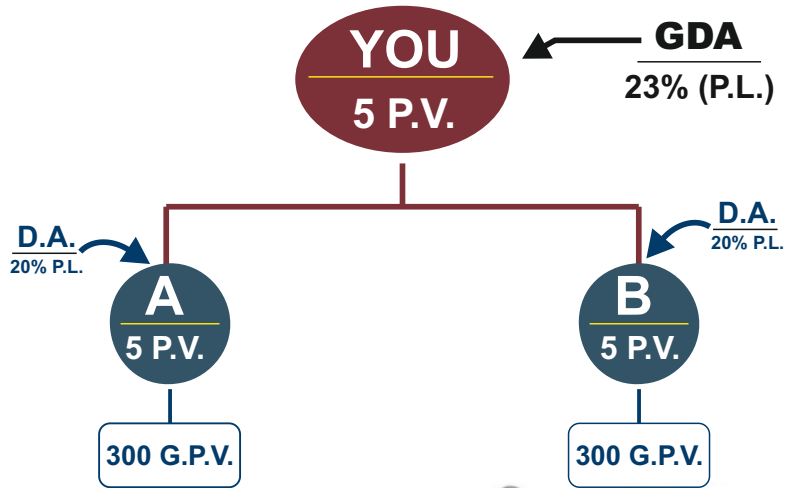 YOU
5 P.V.
GDA
23% (P.L.)
D.A.
20% P.L.
D.A.
20% P.L.
A
5 P.V.
B
5 P.V.
300 G.P.V.
300 G.P.V.